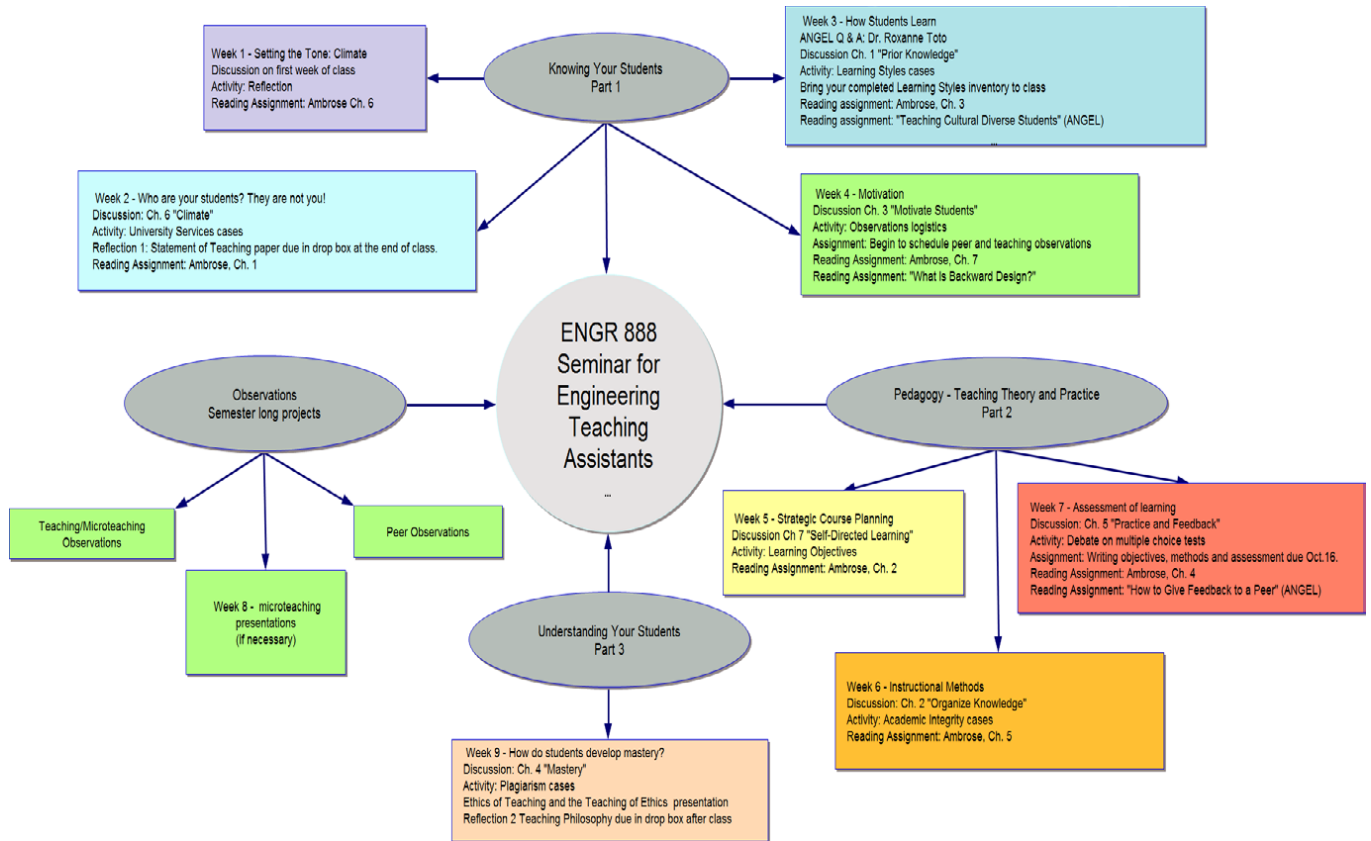 Week 1 - Setting the Tone: Climate
Discussion on first week of class
Activity: Reflection
Reading Assignment: Ambrose Ch. 6
Knowing Your Students
Part 1
Week 3 - How Students Learn
ANGEL Q & A: Dr. Roxanne Toto
Discussion Ch. 1 "Prior Knowledge"
Activity: Learning Styles cases
Bring your completed Learning Styles inventory to class
Reading assignment: Ambrose, Ch. 3
Reading assignment: "Teaching Cultural Diverse Students" (ANGEL)
...
Week 2 - Who are your students? They are not you!
Discussion: Ch. 6 "Climate"
Activity: University Services cases
Reflection 1: Statement of Teaching paper due in drop box at the end of class.
Reading Assignment: Ambrose, Ch. 1
Week 4 - Motivation
Discussion Ch. 3 "Motivate Students"
Activity: Observations logistics
Assignment: Begin to schedule peer and teaching observations
Reading Assignment: Ambrose, Ch. 7
Reading Assignment: "What Is Backward Design?"
ENGR 888
Seminar for
Engineering
Teaching
Assistants
...
Observations
Semester long projects
Pedagogy - Teaching Theory and Practice
Part 2
Teaching/Microteaching
Observations
Peer Observations
Week 8 - microteaching
presentations
(if necessary)
Week 5 - Strategic Course Planning
Discussion Ch 7 "Self-Directed Learning"
Activity: Learning Objectives
Reading Assignment: Ambrose, Ch. 2
Week 7 - Assessment of learning
Discussion: Ch. 5 "Practice and Feedback"
Activity: Debate on multiple choice tests
Assignment: Writing objectives, methods and assessment due Oct.16.
Reading Assignment: Ambrose, Ch. 4
Reading Assignment: "How to Give Feedback to a Peer" (ANGEL)
Understanding Your Students
Part 3
Week 6 - Instructional Methods
Discussion: Ch. 2 "Organize Knowledge"
Activity: Academic Integrity cases
Reading Assignment: Ambrose, Ch. 5
Week 9 - How do students develop mastery?
Discussion: Ch. 4 "Mastery"
Activity: Plagiarism cases
Ethics of Teaching and the Teaching of Ethics presentation
Reflection 2 Teaching Philosophy due in drop box after class